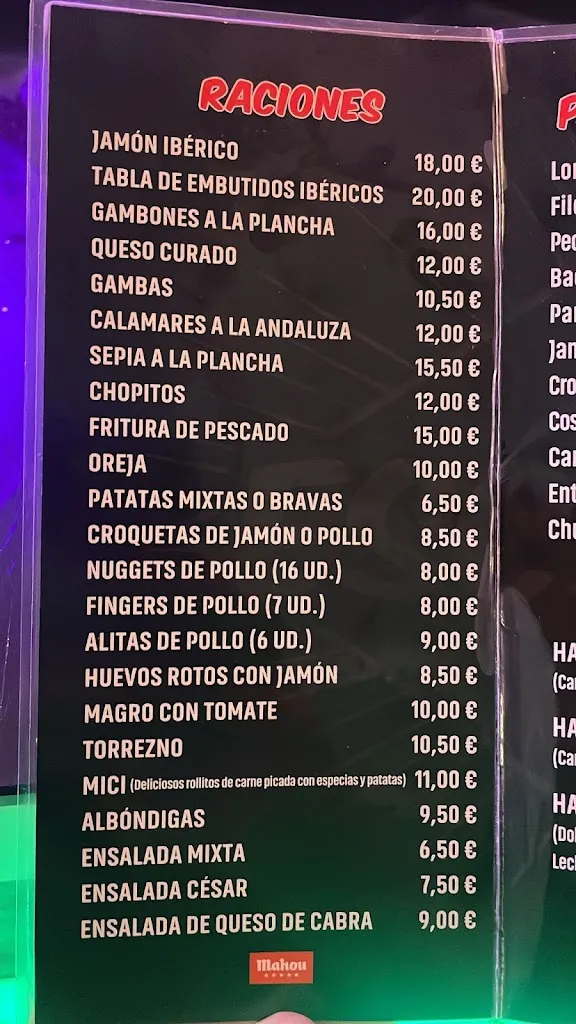 RACIONES
JAMÓN IBÉRICO 18,00 €
TABLA DE EMBUTIDOS IBÉRICOS 20,00 €
GAMBONES A LA PLANCHA 16,00 €
QUESO CURADO 12,00 €
GAMBAS 10,50 €
CALAMARES A LA ANDALUZA 12,00 €
SEPIA A LA PLANCHA 15,50 €
CHOPITOS 12,00 €
FRITURA DE PESCADO 15,00 €
OREJA 10,00 €
PATATAS MIXTAS O BRAVAS 6,50 €
CROQUETAS DE JAMÓN O POLLO 8,50 €
NUGGETS DE POLLO (16 UD.) 8,00 €
FINGERS DE POLLO (7 UD.) 8,00 €
ALITAS DE POLLO (6 UD.) 9,00 €
HUEVOS ROTOS CON JAMÓN 8,50 €
MAGRO CON TOMATE 10,00 €
TORREZNO 10,50 €
MICI (Deliciosos rollitos de carne picada con especias y patatas) 11,00 €
ALBÓNDIGAS 9,50 €
ENSALADA MIXTA 6,50 €
ENSALADA CÉSAR 7,50 €
ENSALADA DE QUESO DE CABRA 9,00 €
Mahou